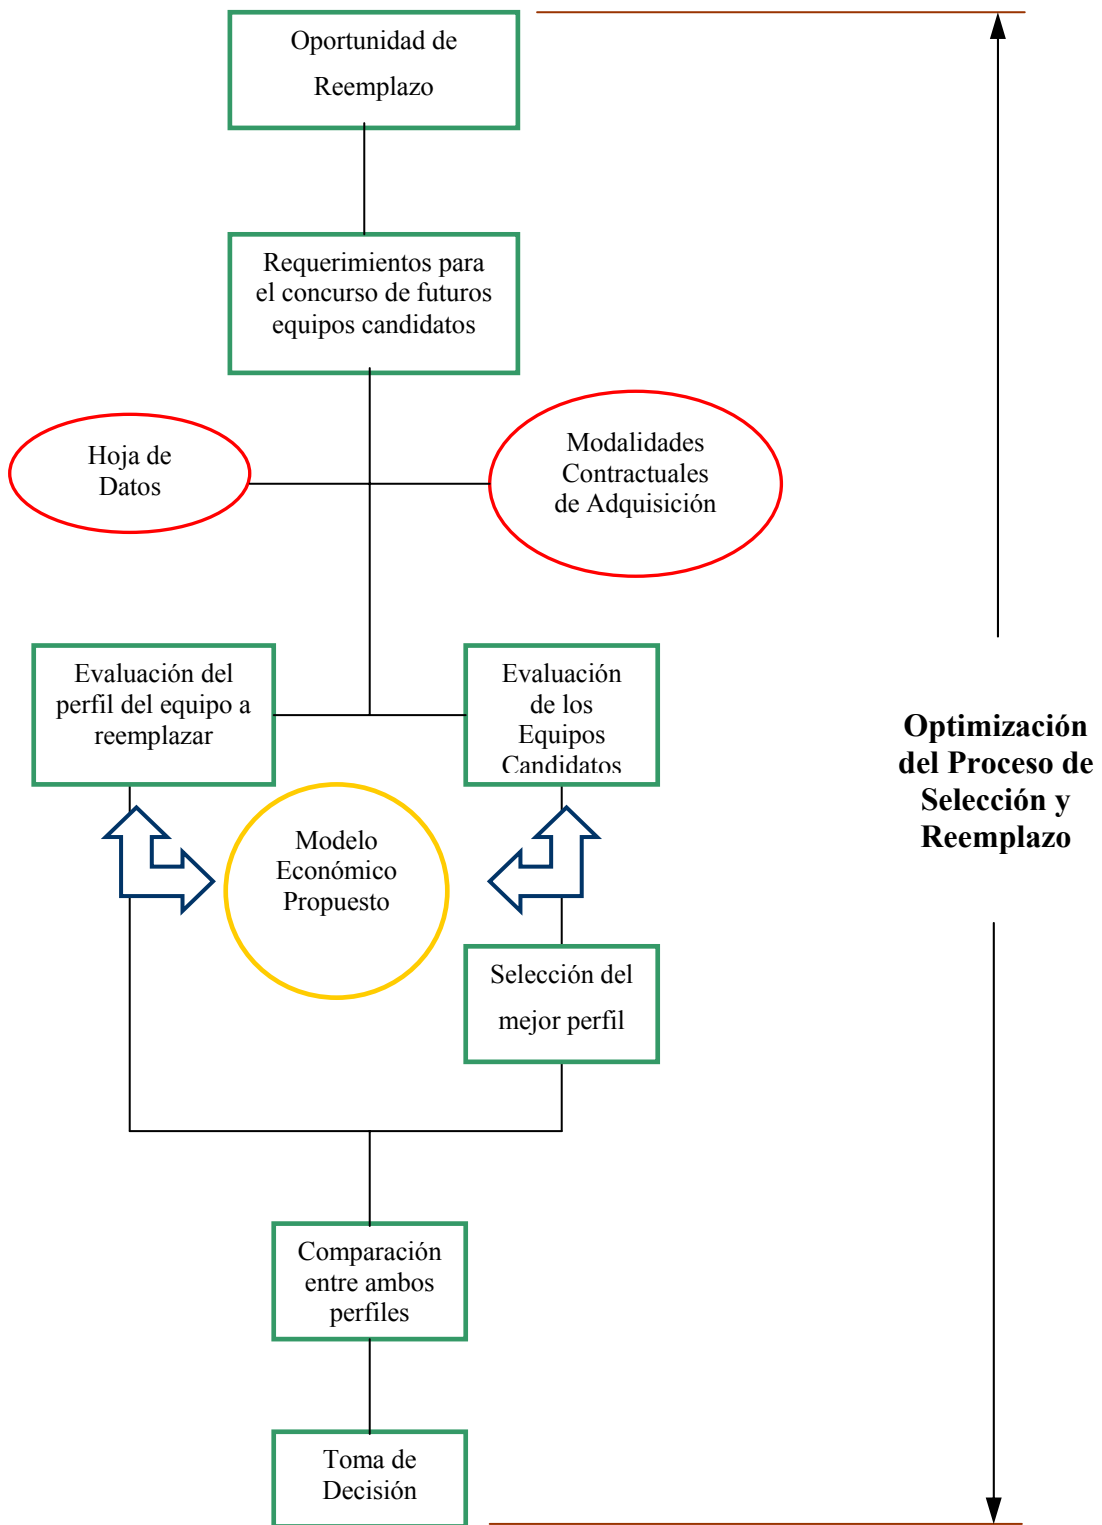 Oportunidad de
Reemplazo
Requerimientos para
el concurso de futuros
equipos candidatos
Hoja de
Datos
Modalidades
Contractuales
de Adquisición
Evaluación del
perfil del equipo a
reemplazar
Evaluación
de los
Equipos
Candidatos
Optimización
del Proceso de
Selección y
Reemplazo
Modelo
Económico
Propuesto
Selección del
mejor perfil
Comparación
entre ambos
perfiles
Toma de
Decisión